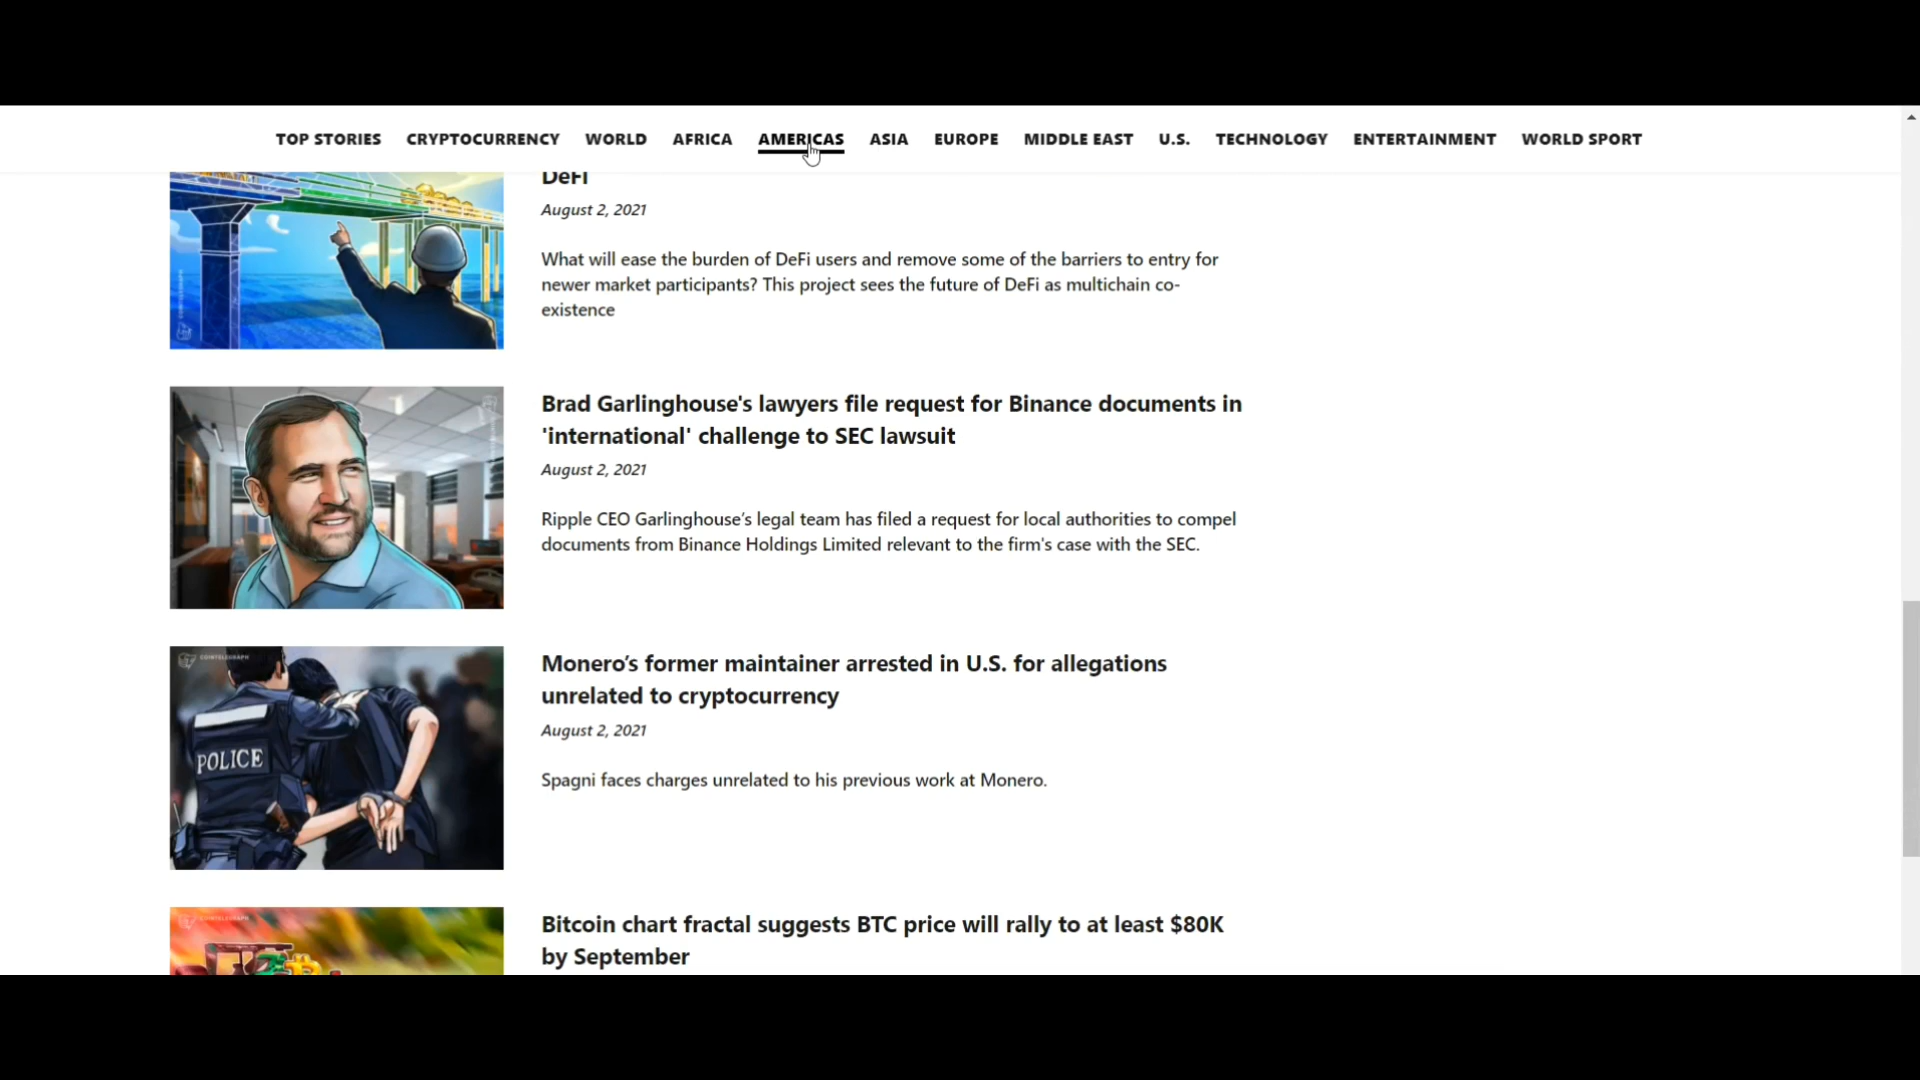 TOP STORIES CRYPTOCURRENCY WORLD AFRICA AMERICAS ASIA EUROPE MIDDLE EAST U.S. TECHNOLOGY ENTERTAINMENT WORLD SPORT
DeFi
August 2, 2021
What will ease the burden of DeFi users and remove some of the barriers to entry for
newer market participants? This project sees the future of DeFi as multichain co-
existence
Brad Garlinghouse's lawyers file request for Binance documents in
'international' challenge to SEC lawsuit
August 2, 2021
Ripple CEO Garlinghouse’s legal team has filed a request for local authorities to compel
documents from Binance Holdings Limited relevant to the firm's case with the SEC.
COINTELEGRAPH
POLICE
Monero’s former maintainer arrested in U.S. for allegations
unrelated to cryptocurrency
August 2, 2021
Spagni faces charges unrelated to his previous work at Monero.
COINTELEGRAPH
Bitcoin chart fractal suggests BTC price will rally to at least $80K
by September